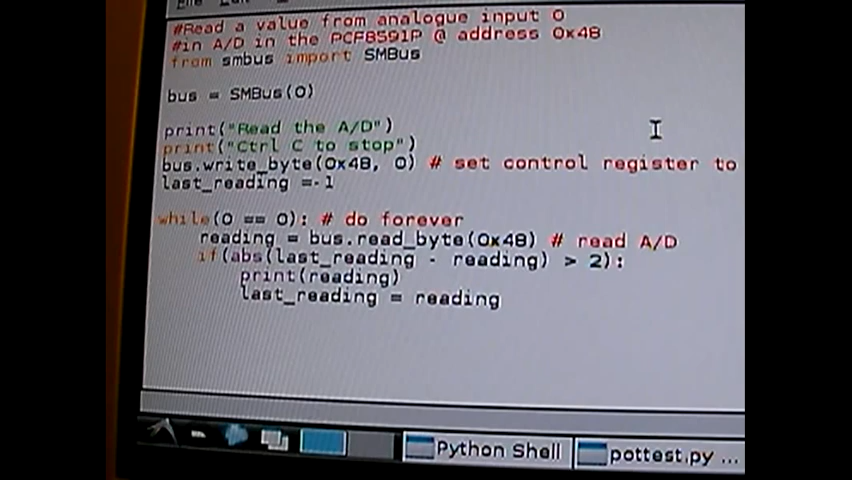 #Read a value from analogue input 0
#in A/D in the PCF8591P @ address 0x48
from smbus import SMBus
bus = SMBus(0)
print("Read the A/D")
print("Ctrl C to stop")
bus.write_byte(0x48, 0) # set control register to
last_reading =-1
while(0 == 0): # do forever
reading = bus.read_byte(0x48) # read A/D
if(abs(last_reading - reading) > 2):
print(reading)
last_reading = reading
Python Shell
pottest.py ...